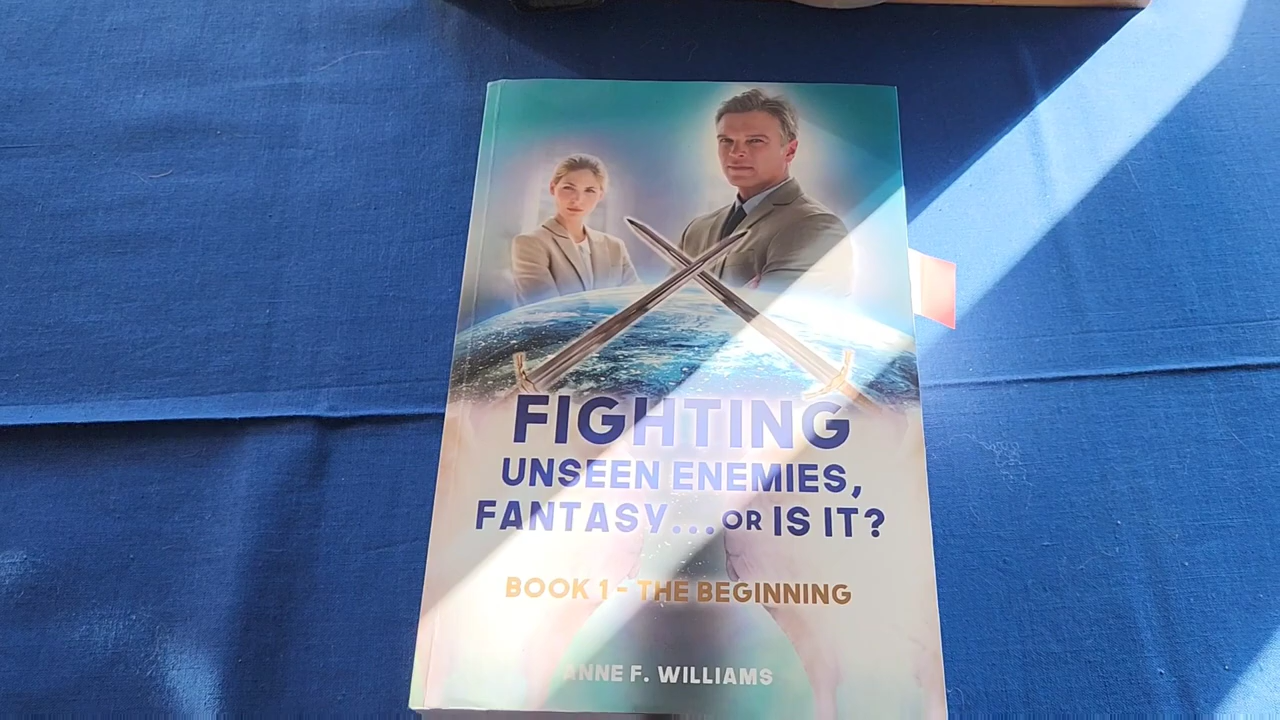 FIGHTING
UNSEEN ENEMIES,
FANTASY...OR IS IT?
BOOK 1 - THE BEGINNING
ANNE F. WILLIAMS